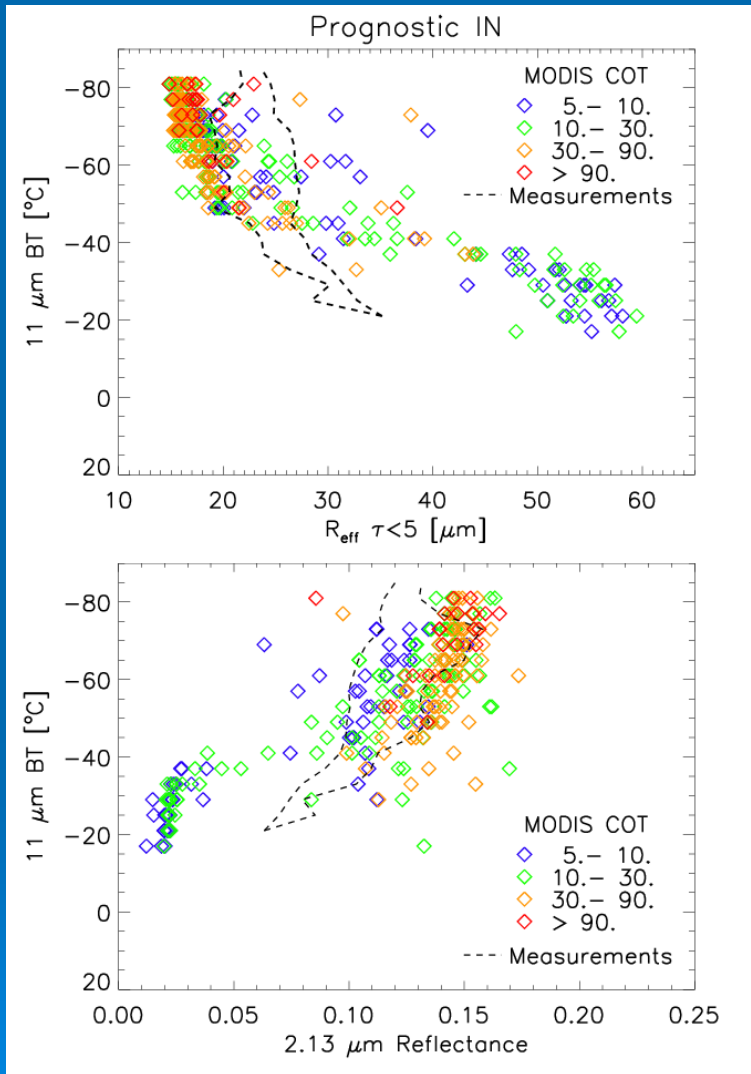 Prognostic IN
MODIS COT
5.– 10.
10.– 30.
30.– 90.
> 90.
Measurements
11 μm BT [°C]
−80
−60
−40
−20
0
20
10 20 30 40 50 60
R_eff τ<5 [μm]
MODIS COT
5.– 10.
10.– 30.
30.– 90.
> 90.
Measurements
11 μm BT [°C]
−80
−60
−40
−20
0
20
0.00 0.05 0.10 0.15 0.20 0.25
2.13 μm Reflectance